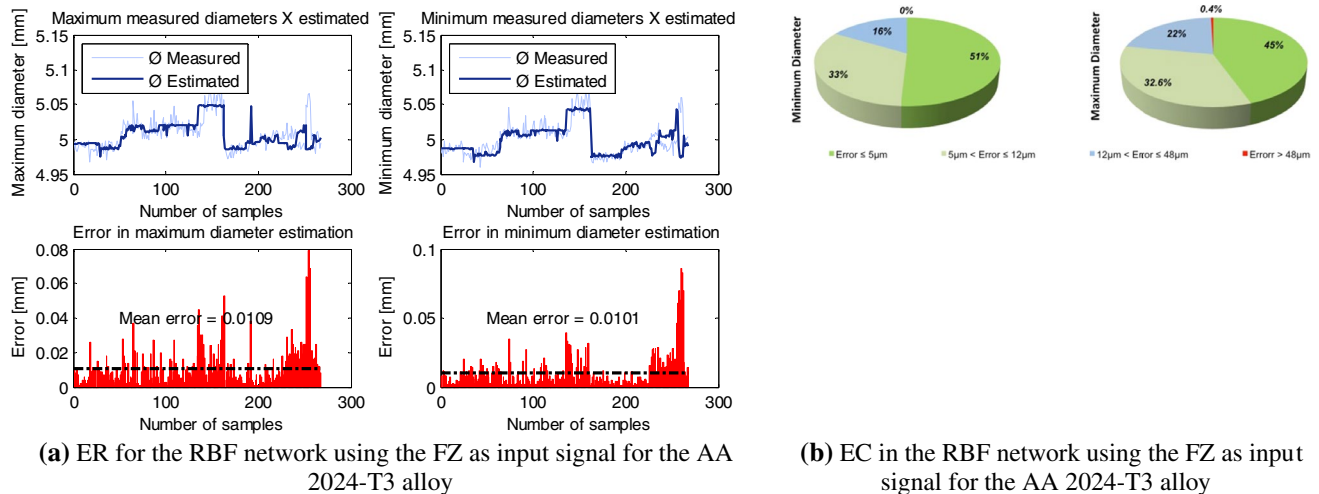 Maximum measured diameters X estimated
Maximum diameter [mm]
5.15
5.1
5.05
5
4.95
Ø Measured
Ø Estimated
0 100 200 300
Number of samples
Minimum measured diameters X estimated
Minimum diameter [mm]
5.15
5.1
5.05
5
4.95
Ø Measured
Ø Estimated
0 100 200 300
Number of samples
Error in maximum diameter estimation
Error [mm]
0.08
0.06
0.04
0.02
0
Mean error = 0.0109
0 100 200 300
Number of samples
Error in minimum diameter estimation
Error [mm]
0.1
0.05
0
Mean error = 0.0101
0 100 200 300
Number of samples
(a) ER for the RBF network using the FZ as input signal for the AA
2024-T3 alloy
Minimum Diameter
0%
16%
51%
33%
Maximum Diameter
0.4%
22%
45%
32.6%
Error ≤ 5µm
5µm < Error ≤ 12µm
12µm < Error ≤ 48µm
Errorr > 48µm
(b) EC in the RBF network using the FZ as input
signal for the AA 2024-T3 alloy